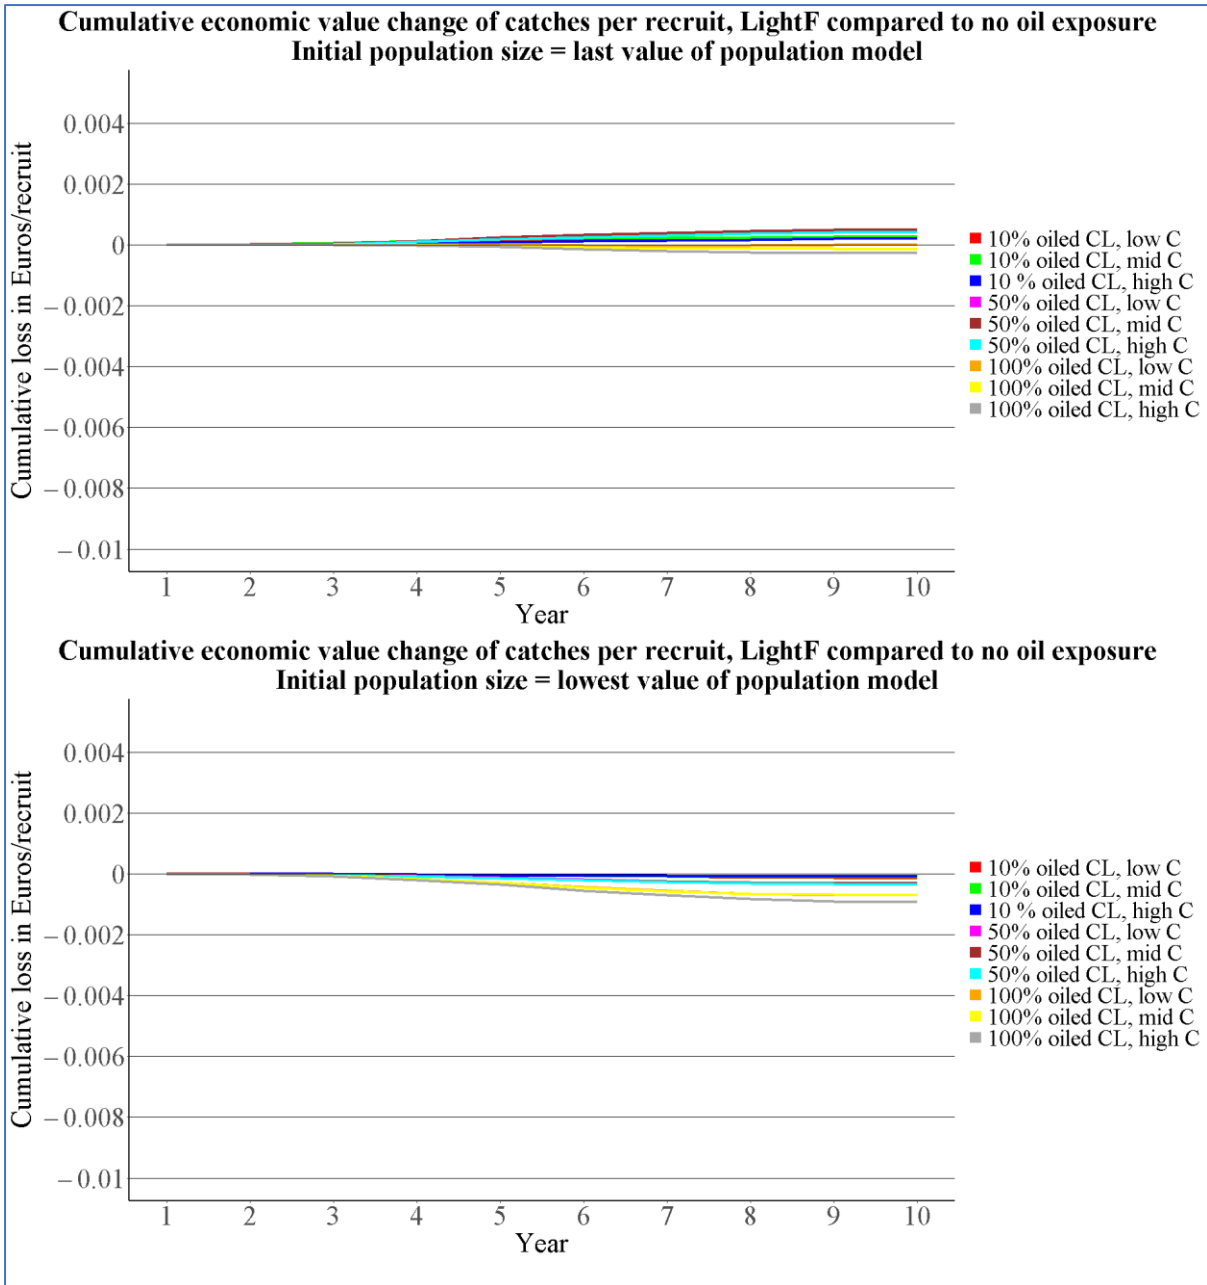 Cumulative economic value change of catches per recruit, LightF compared to no oil exposure
Initial population size = last value of population model
Cumulative loss in Euros/recruit
0.004
0.002
0
−0.002
−0.004
−0.006
−0.008
−0.01
1 2 3 4 5 6 7 8 9 10
Year
10% oiled CL, low C
10% oiled CL, mid C
10 % oiled CL, high C
50% oiled CL, low C
50% oiled CL, mid C
50% oiled CL, high C
100% oiled CL, low C
100% oiled CL, mid C
100% oiled CL, high C
Cumulative economic value change of catches per recruit, LightF compared to no oil exposure
Initial population size = lowest value of population model
Cumulative loss in Euros/recruit
0.004
0.002
0
−0.002
−0.004
−0.006
−0.008
−0.01
1 2 3 4 5 6 7 8 9 10
Year
10% oiled CL, low C
10% oiled CL, mid C
10 % oiled CL, high C
50% oiled CL, low C
50% oiled CL, mid C
50% oiled CL, high C
100% oiled CL, low C
100% oiled CL, mid C
100% oiled CL, high C